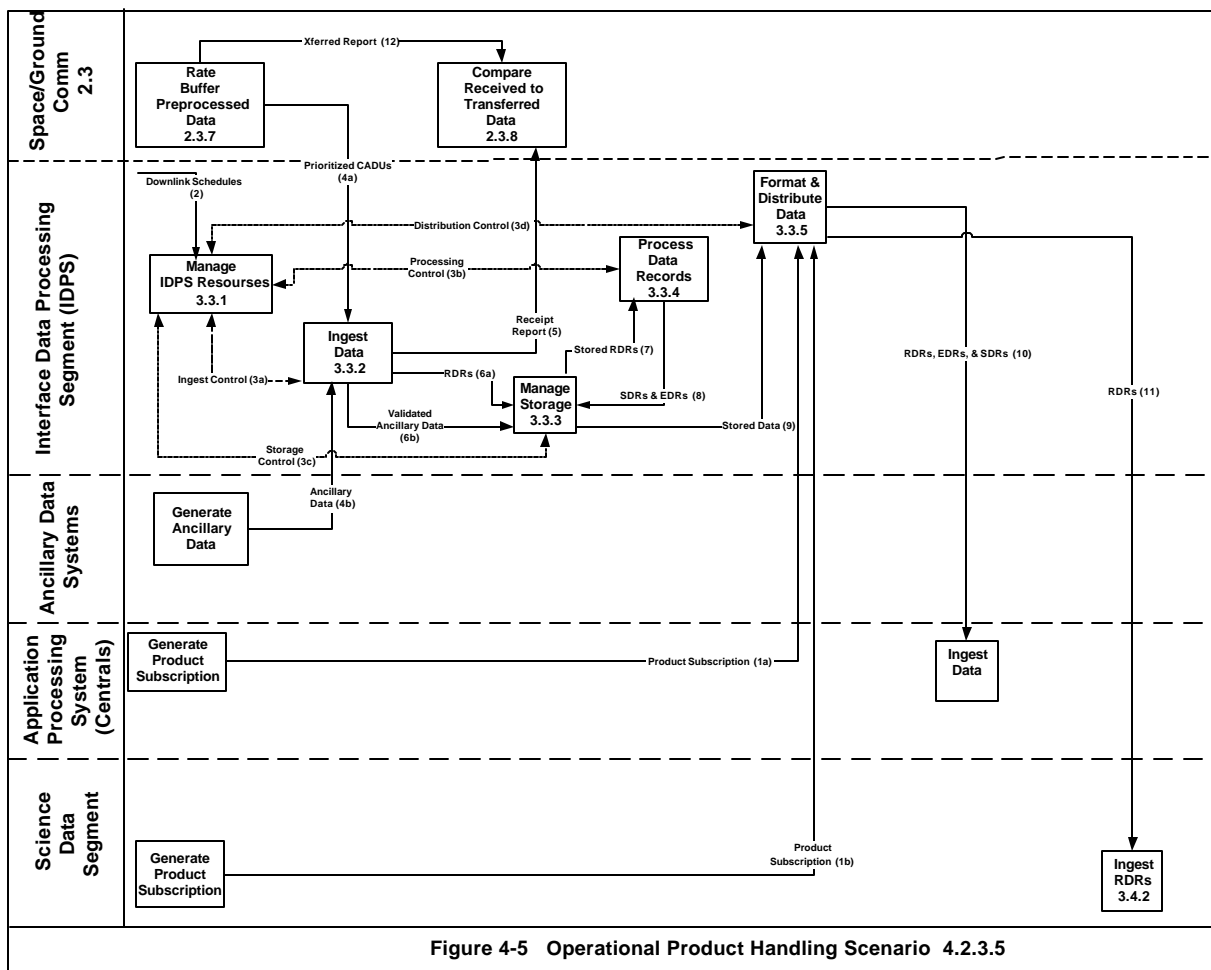 Space/Ground
Comm
2.3
Xferred Report (12)
Rate
Buffer
Preprocessed
Data
2.3.7
Compare
Received to
Transferred
Data
2.3.8
Interface Data Processing
Segment (IDPS)
Prioritized CADUs
(4a)
Downlink Schedules
(2)
Format &
Distribute
Data
3.3.5
Distribution Control (3d)
Manage
IDPS Resourses
3.3.1
Processing
Control (3b)
Process
Data
Records
3.3.4
Ingest
Data
3.3.2
Receipt
Report (5)
Stored RDRs (7)
RDRs, EDRs, & SDRs (10)
Ingest Control (3a)
RDRs (6a)
Manage
Storage
3.3.3
SDRs & EDRs (8)
RDRs (11)
Validated
Ancillary Data
(6b)
Stored Data (9)
Storage
Control (3c)
Ancillary Data
Systems
Ancillary
Data (4b)
Generate
Ancillary
Data
Application
Processing
System
(Centrals)
Generate
Product
Subscription
Product Subscription (1a)
Ingest
Data
Science
Data
Segment
Generate
Product
Subscription
Product
Subscription (1b)
Ingest
RDRs
3.4.2
Figure 4-5 Operational Product Handling Scenario 4.2.3.5